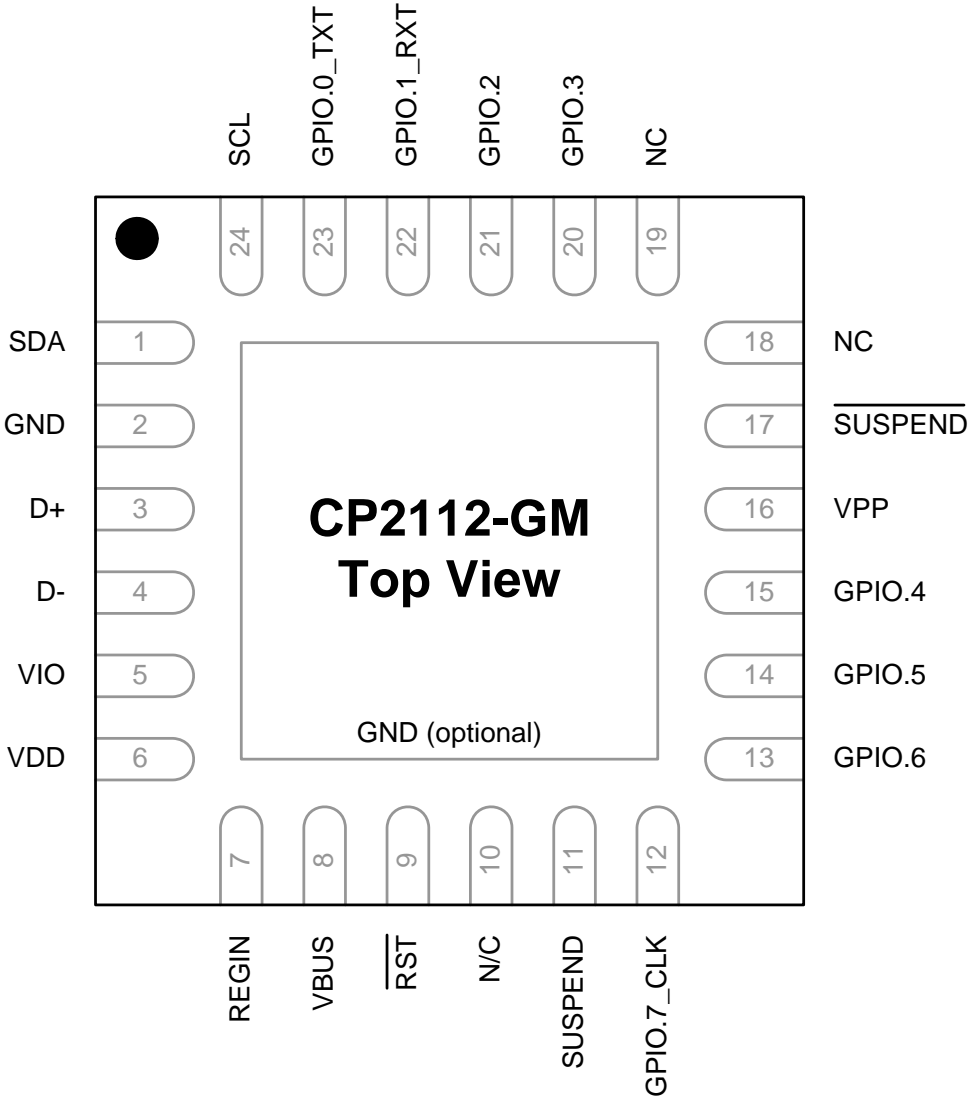 SCL
GPIO.0_TXT
GPIO.1_RXT
GPIO.2
GPIO.3
NC
24
23
22
21
20
19
SDA
1
GND
2
D+
3
D-
4
VIO
5
VDD
6
18
NC
17
SUSPEND
16
VPP
15
GPIO.4
14
GPIO.5
13
GPIO.6
CP2112-GM
Top View
GND (optional)
7
8
9
10
11
12
REGIN
VBUS
RST
N/C
SUSPEND
GPIO.7_CLK